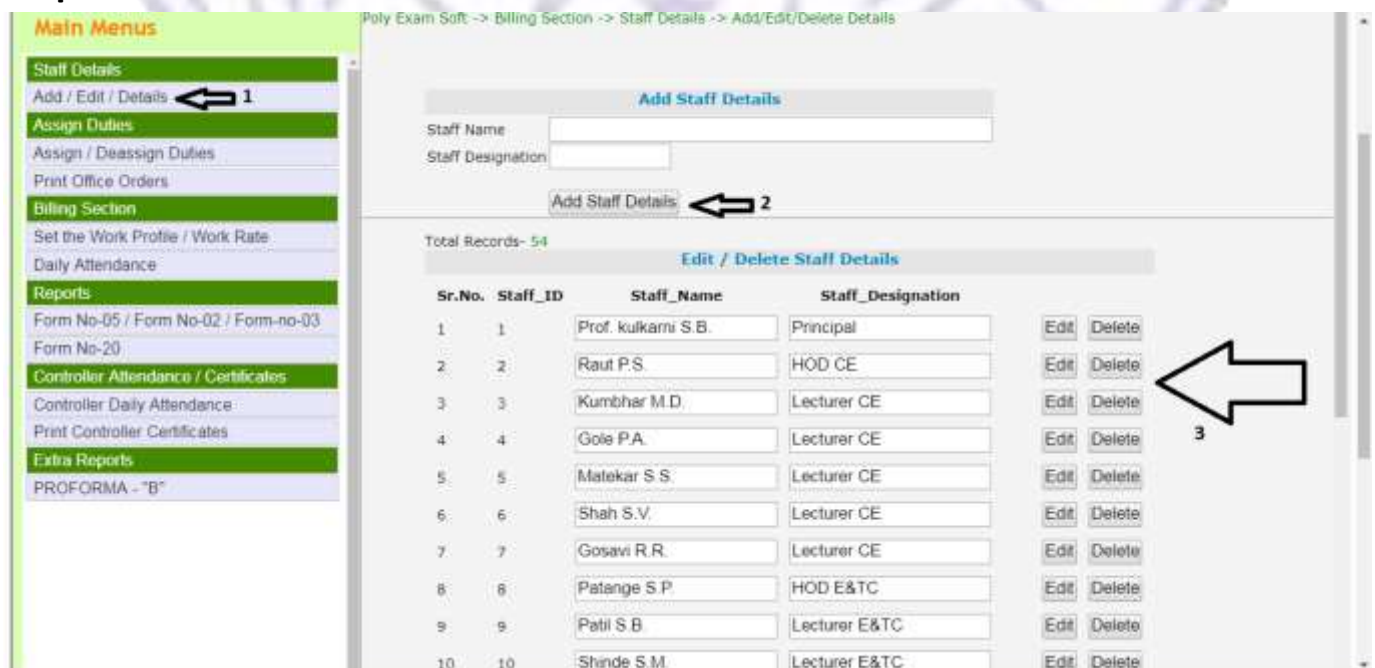 Main Menus
Staff Details
Add / Edit / Details 1
Assign Duties
Assign / Deassign Duties
Print Office Orders
Billing Section
Set the Work Profile / Work Rate
Daily Attendance
Reports
Form No-05 / Form No-02 / Form-no-03
Form No-20
Controller Attendance / Certificates
Controller Daily Attendance
Print Controller Certificates
Extra Reports
PROFORMA - "B"
Poly Exam Soft -> Billing Section -> Staff Details -> Add/Edit/Delete Details
Add Staff Details
Staff Name
Staff Designation
Add Staff Details 2
Total Records- 54
Edit / Delete Staff Details
Sr.No. Staff_ID Staff_Name Staff_Designation
1 1 Prof. kulkarni S.B. Principal Edit Delete
2 2 Raut P.S. HOD CE Edit Delete
3 3 Kumbhar M.D. Lecturer CE Edit Delete
3
4 4 Gole P.A. Lecturer CE Edit Delete
5 5 Matekar S.S. Lecturer CE Edit Delete
6 6 Shah S.V. Lecturer CE Edit Delete
7 7 Gosavi R.R. Lecturer CE Edit Delete
8 8 Patange S.P. HOD E&TC Edit Delete
9 9 Patil S.B. Lecturer E&TC Edit Delete
10 10 Shinde S.M. Lecturer E&TC Edit Delete